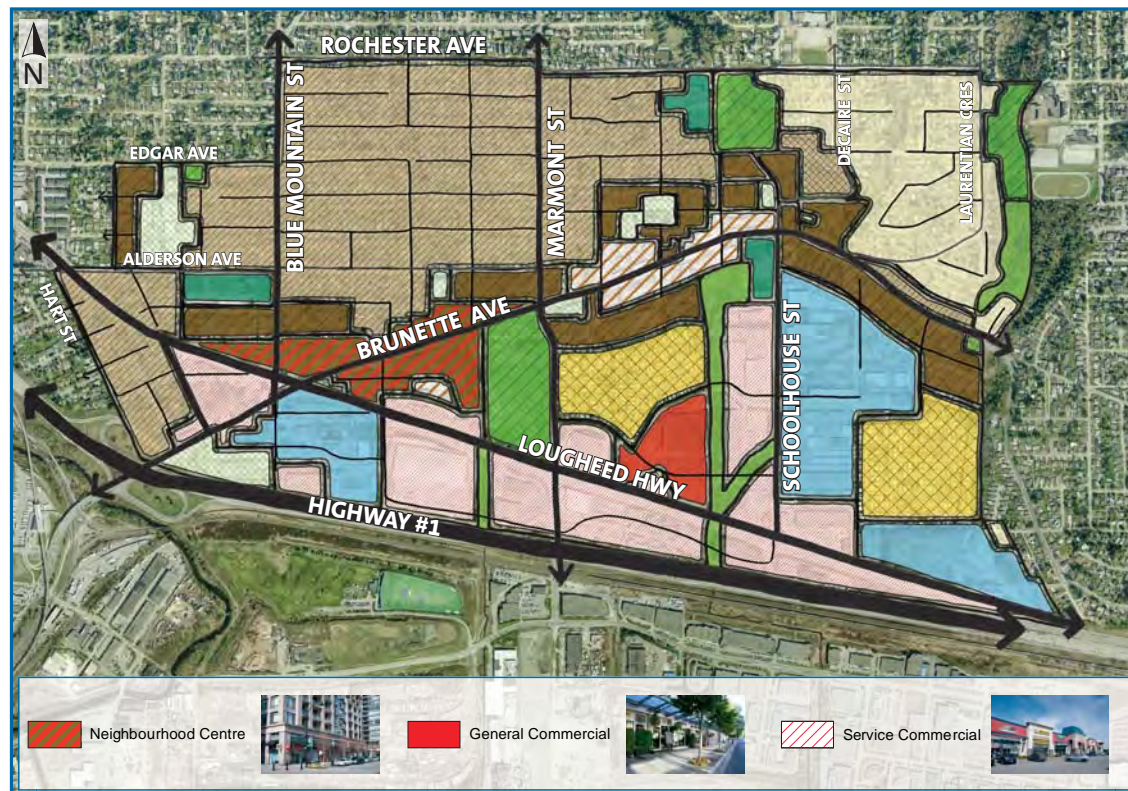 N
ROCHESTER AVE
BLUE MOUNTAIN ST
MARMONT ST
DECAIRE ST
LAURENTIAN CRES
EDGAR AVE
ALDERSON AVE
HART ST
BRUNETTE AVE
SCHOOLHOUSE ST
LOUGHEED HWY
HIGHWAY #1
Neighbourhood Centre
General Commercial
Service Commercial